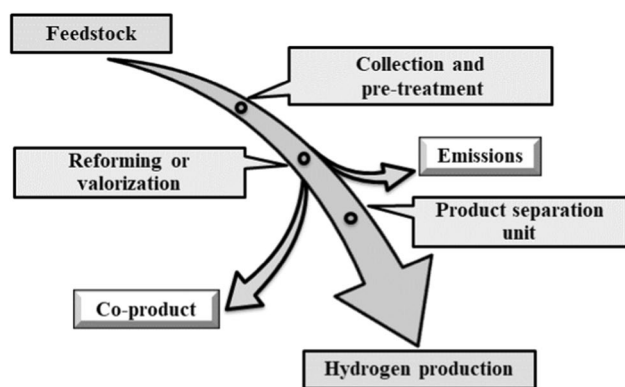 Feedstock
Collection and
pre-treatment
Reforming or
valorization
Emissions
Product separation
unit
Co-product
Hydrogen production